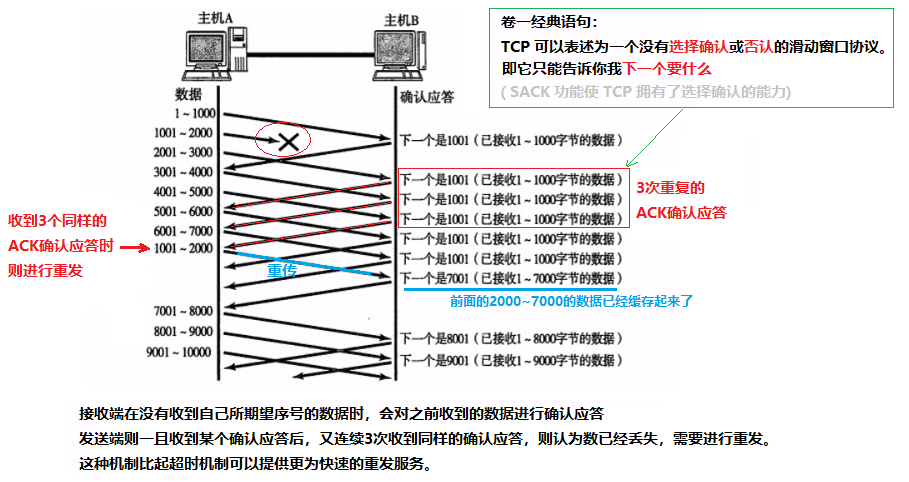 主机A
主机B
卷一经典语句：
TCP 可以表述为一个没有选择确认或否认的滑动窗口协议。
即它只能告诉你我下一个要什么
( SACK 功能使 TCP 拥有了选择确认的能力)
数据
确认应答
1 ~ 1000
1001 ~ 2000
下一个是1001（已接收1 ~ 1000字节的数据）
2001 ~ 3000
3001 ~ 4000
下一个是1001（已接收1 ~ 1000字节的数据）
4001 ~ 5000
下一个是1001（已接收1 ~ 1000字节的数据）
5001 ~ 6000
下一个是1001（已接收1 ~ 1000字节的数据）
3次重复的
ACK确认应答
6001 ~ 7000
下一个是1001（已接收1 ~ 1000字节的数据）
收到3个同样的
ACK确认应答时
则进行重发
1001 ~ 2000
下一个是1001（已接收1 ~ 1000字节的数据）
重传
下一个是7001（已接收1 ~ 7000字节的数据）
前面的2000~7000的数据已经缓存起来了
7001 ~ 8000
8001 ~ 9000
下一个是8001（已接收1 ~ 8000字节的数据）
9001 ~ 10000
下一个是9001（已接收1 ~ 9000字节的数据）
接收端在没有收到自己所期望序号的数据时，会对之前收到的数据进行确认应答
发送端则一旦收到某个确认应答后，又连续3次收到同样的确认应答，则认为数已经丢失，需要进行重发。
这种机制比起超时机制可以提供更为快速的重发服务。